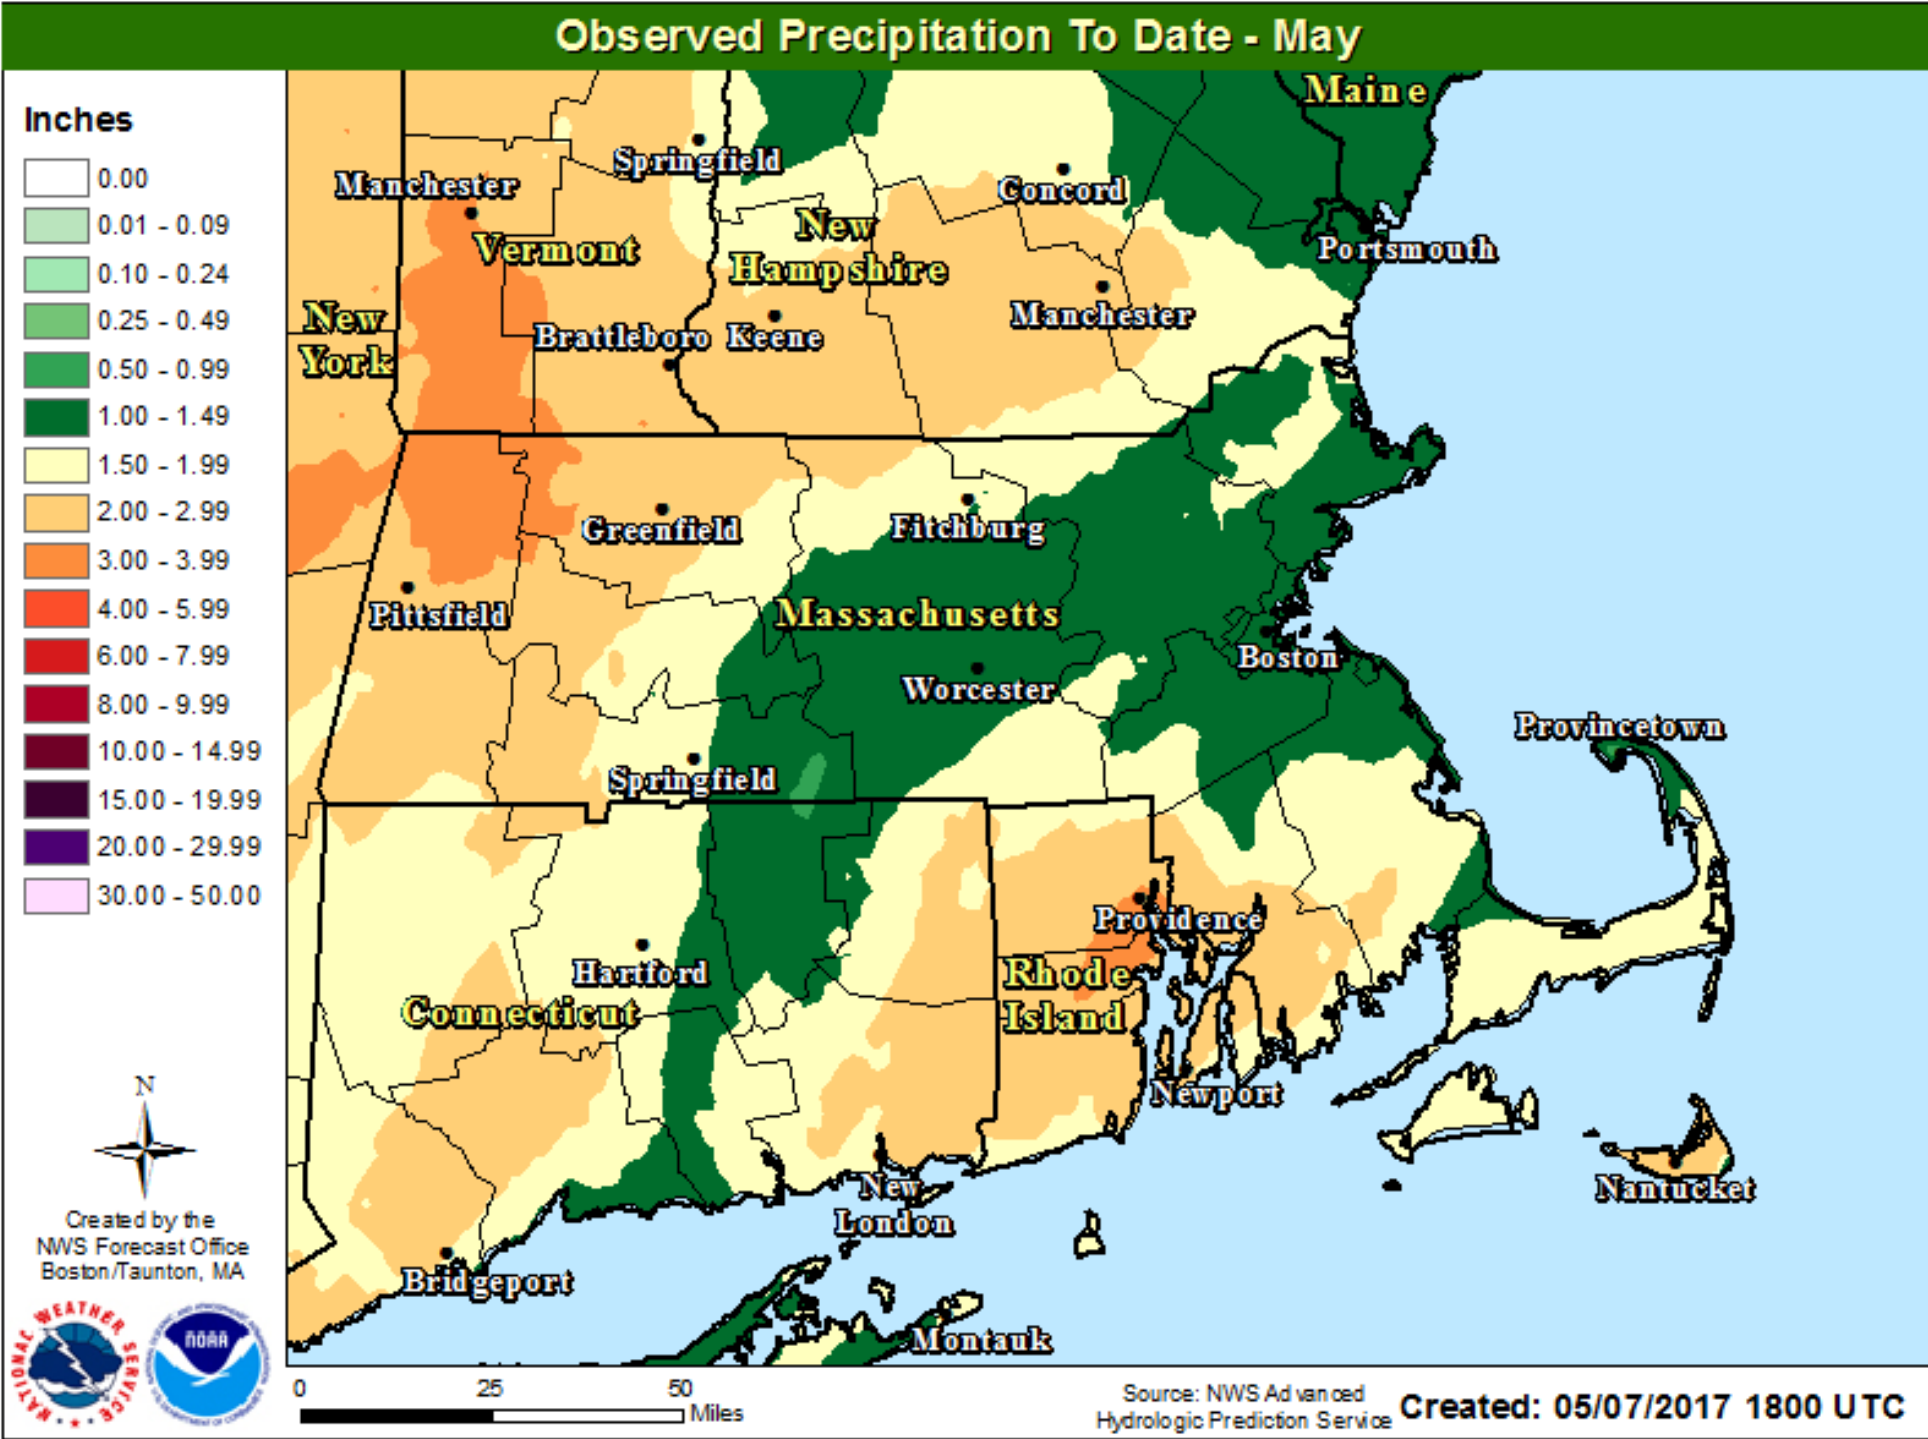 Observed Precipitation To Date - May
Inches
0.00
0.01 - 0.09
0.10 - 0.24
0.25 - 0.49
0.50 - 0.99
1.00 - 1.49
1.50 - 1.99
2.00 - 2.99
3.00 - 3.99
4.00 - 5.99
6.00 - 7.99
8.00 - 9.99
10.00 - 14.99
15.00 - 19.99
20.00 - 29.99
30.00 - 50.00
N
Created by the
NWS Forecast Office
Boston/Taunton, MA
NATIONAL WEATHER SERVICE
NOAA
Maine
Springfield
Manchester
Concord
Vermont
New
Hampshire
Portsmouth
New
York
Brattleboro
Keene
Manchester
Greenfield
Fitchburg
Pittsfield
Massachusetts
Boston
Worcester
Provincetown
Springfield
Providence
Hartford
Rhode
Island
Connecticut
Newport
New
London
Nantucket
Bridgeport
Montauk
0 25 50
Miles
Source: NWS Advanced
Hydrologic Prediction Service
Created: 05/07/2017 1800 UTC